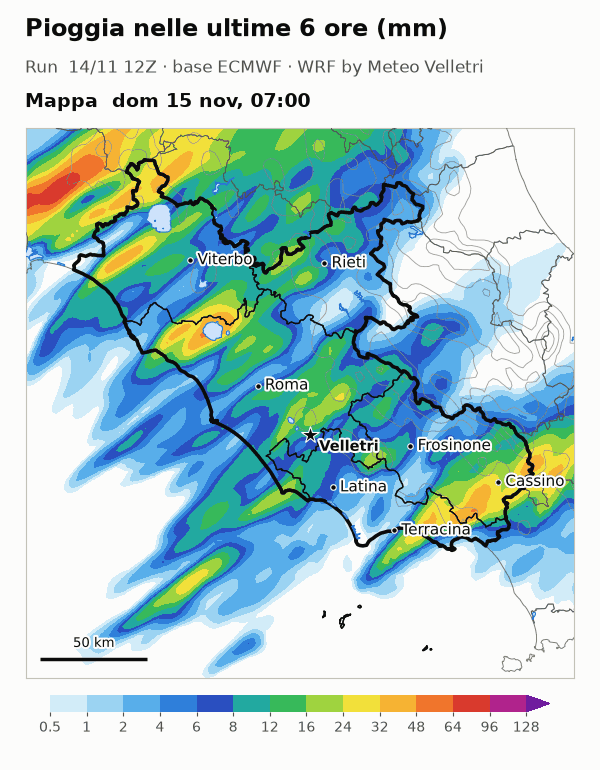 Pioggia nelle ultime 6 ore (mm)
Run  14/11 12Z · base ECMWF · WRF by Meteo Velletri
Mappa  dom 15 nov, 07:00
Viterbo
Rieti
Roma
Velletri
Frosinone
Cassino
Latina
Terracina
50 km
0.5 1 2 4 6 8 12 16 24 32 48 64 96 128